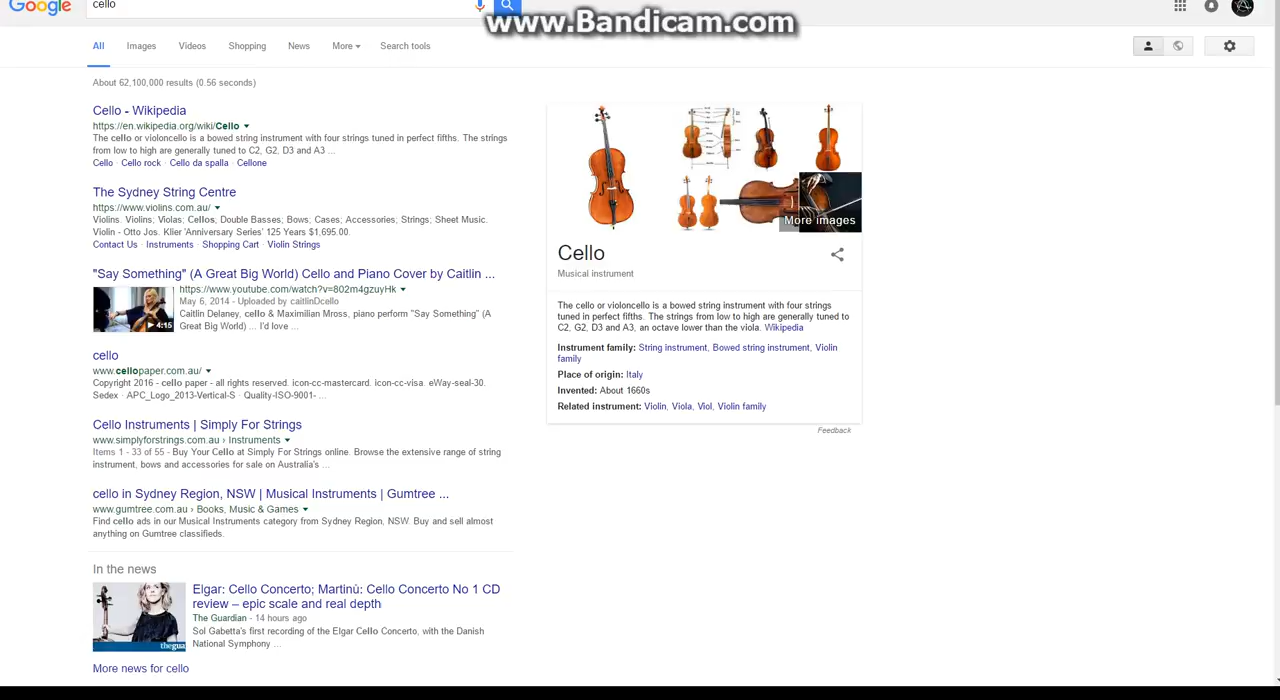 Google
cello
www.Bandicam.com
All
Images
Videos
Shopping
News
More
Search tools
About 62,100,000 results (0.56 seconds)
Cello - Wikipedia
https://en.wikipedia.org/wiki/Cello
The cello or violoncello is a bowed string instrument with four strings tuned in perfect fifths. The strings
from low to high are generally tuned to C2, G2, D3 and A3 ...
Cello · Cello rock · Cello da spalla · Cellone
The Sydney String Centre
https://www.violins.com.au/
Violins. Violins; Violas; Cellos, Double Basses, Bows, Cases; Accessories, Strings; Sheet Music.
Violin - Otto Jos. Klier 'Anniversary Series' 125 Years $1,695.00.
Contact Us · Instruments · Shopping Cart · Violin Strings
"Say Something" (A Great Big World) Cello and Piano Cover by Caitlin ...
https://www.youtube.com/watch?v=802m4gzuyHk
May 6, 2014 - Uploaded by caitlinDcello
Caitlin Delaney, cello & Maximilian Mross, piano perform "Say Something" (A
Great Big World) ... I'd love ...
4:15
cello
www.cellopaper.com.au/
Copyright 2016 - cello paper - all rights reserved. icon-cc-mastercard. icon-cc-visa. eWay-seal-30.
Sedex · APC_Logo_2013-Vertical-S · Quality-ISO-9001- ...
Cello Instruments | Simply For Strings
www.simplyforstrings.com.au › Instruments
Items 1 - 33 of 55 - Buy Your Cello at Simply For Strings online. Browse the extensive range of string
instrument, bows and accessories for sale on Australia's ...
cello in Sydney Region, NSW | Musical Instruments | Gumtree ...
www.gumtree.com.au › Books, Music & Games
Find cello ads in our Musical Instruments category from Sydney Region, NSW. Buy and sell almost
anything on Gumtree classifieds.
In the news
Elgar: Cello Concerto; Martinů: Cello Concerto No 1 CD
review – epic scale and real depth
The Guardian - 14 hours ago
Sol Gabetta's first recording of the Elgar Cello Concerto, with the Danish
National Symphony ...
thegua
More news for cello
More images
Cello
Musical instrument
The cello or violoncello is a bowed string instrument with four strings
tuned in perfect fifths. The strings from low to high are generally tuned to
C2, G2, D3 and A3, an octave lower than the viola. Wikipedia
Instrument family: String instrument, Bowed string instrument, Violin
family
Place of origin: Italy
Invented: About 1660s
Related instrument: Violin, Viola, Viol, Violin family
Feedback